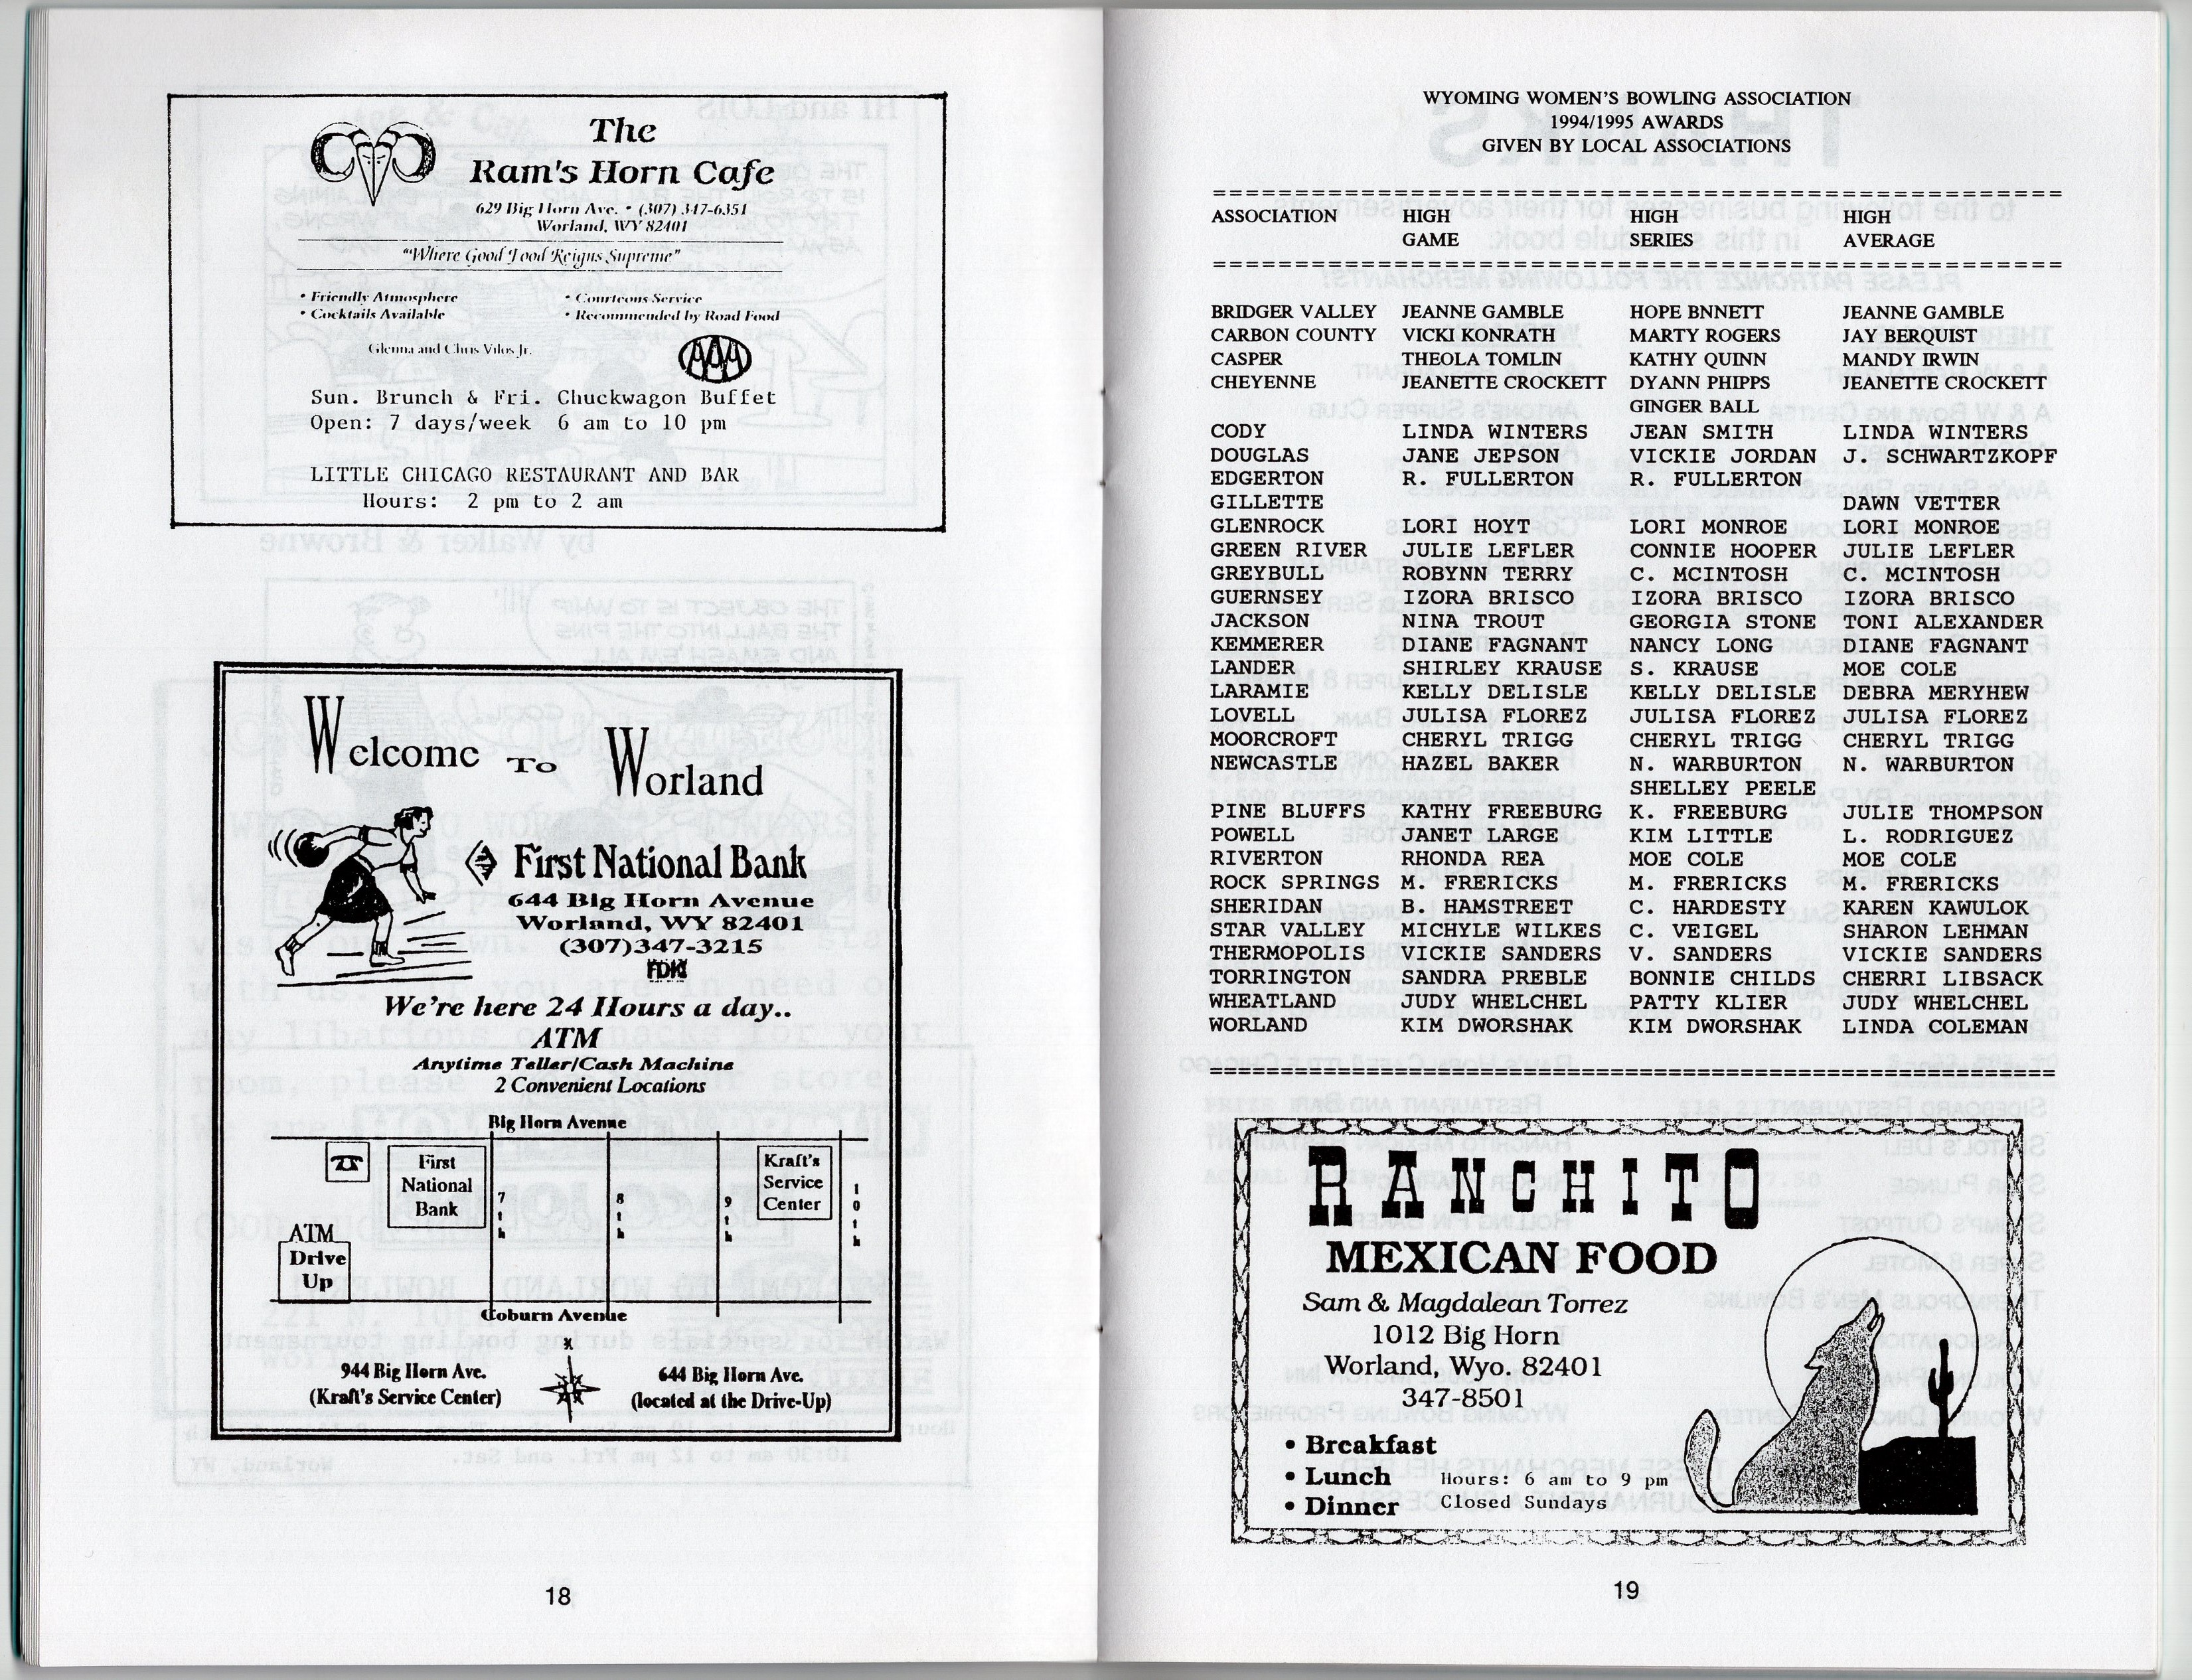 The
Ram's Horn Cafe
629 Big Horn Ave. • (307) 347-6351
Worland, WY 82401
"Where Good Food Reigns Supreme"
• Friendly Atmosphere • Courteous Service
• Cocktails Available • Recommended by Road Food
Glenna and Chris Vilos Jr.
AAA
Sun. Brunch & Fri. Chuckwagon Buffet
Open: 7 days/week 6 am to 10 pm
LITTLE CHICAGO RESTAURANT AND BAR
Hours: 2 pm to 2 am
Welcome To Worland
First National Bank
644 Big Horn Avenue
Worland, WY 82401
(307)347-3215
FDIC
We're here 24 Hours a day..
ATM
Anytime Teller/Cash Machine
2 Convenient Locations
Big Horn Avenue
First
National
Bank
7th
8th
9th
Kraft's
Service
Center
10th
ATM
Drive
Up
Coburn Avenue
944 Big Horn Ave. 644 Big Horn Ave.
(Kraft's Service Center) (located at the Drive-Up)
18
WYOMING WOMEN'S BOWLING ASSOCIATION
1994/1995 AWARDS
GIVEN BY LOCAL ASSOCIATIONS
==================================================================
ASSOCIATION HIGH HIGH HIGH
GAME SERIES AVERAGE
==================================================================
BRIDGER VALLEY JEANNE GAMBLE HOPE BNNETT JEANNE GAMBLE
CARBON COUNTY VICKI KONRATH MARTY ROGERS JAY BERQUIST
CASPER THEOLA TOMLIN KATHY QUINN MANDY IRWIN
CHEYENNE JEANETTE CROCKETT DYANN PHIPPS JEANETTE CROCKETT
GINGER BALL
CODY LINDA WINTERS JEAN SMITH LINDA WINTERS
DOUGLAS JANE JEPSON VICKIE JORDAN J. SCHWARTZKOPF
EDGERTON R. FULLERTON R. FULLERTON
GILLETTE DAWN VETTER
GLENROCK LORI HOYT LORI MONROE LORI MONROE
GREEN RIVER JULIE LEFLER CONNIE HOOPER JULIE LEFLER
GREYBULL ROBYNN TERRY C. MCINTOSH C. MCINTOSH
GUERNSEY IZORA BRISCO IZORA BRISCO IZORA BRISCO
JACKSON NINA TROUT GEORGIA STONE TONI ALEXANDER
KEMMERER DIANE FAGNANT NANCY LONG DIANE FAGNANT
LANDER SHIRLEY KRAUSE S. KRAUSE MOE COLE
LARAMIE KELLY DELISLE KELLY DELISLE DEBRA MERYHEW
LOVELL JULISA FLOREZ JULISA FLOREZ JULISA FLOREZ
MOORCROFT CHERYL TRIGG CHERYL TRIGG CHERYL TRIGG
NEWCASTLE HAZEL BAKER N. WARBURTON N. WARBURTON
SHELLEY PEELE
PINE BLUFFS KATHY FREEBURG K. FREEBURG JULIE THOMPSON
POWELL JANET LARGE KIM LITTLE L. RODRIGUEZ
RIVERTON RHONDA REA MOE COLE MOE COLE
ROCK SPRINGS M. FRERICKS M. FRERICKS M. FRERICKS
SHERIDAN B. HAMSTREET C. HARDESTY KAREN KAWULOK
STAR VALLEY MICHYLE WILKES C. VEIGEL SHARON LEHMAN
THERMOPOLIS VICKIE SANDERS V. SANDERS VICKIE SANDERS
TORRINGTON SANDRA PREBLE BONNIE CHILDS CHERRI LIBSACK
WHEATLAND JUDY WHELCHEL PATTY KLIER JUDY WHELCHEL
WORLAND KIM DWORSHAK KIM DWORSHAK LINDA COLEMAN
==================================================================
RANCHITO
MEXICAN FOOD
Sam & Magdalean Torrez
1012 Big Horn
Worland, Wyo. 82401
347-8501
• Breakfast
• Lunch Hours: 6 am to 9 pm
• Dinner Closed Sundays
19